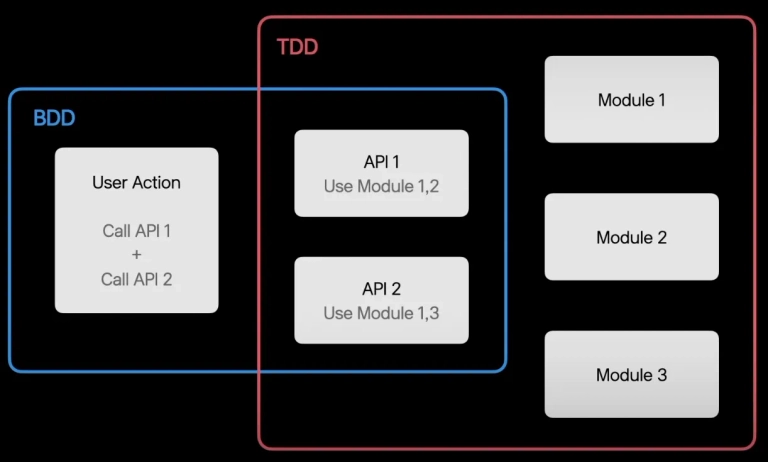 TDD
BDD
User Action
Call API 1
+
Call API 2
API 1
Use Module 1,2
API 2
Use Module 1,3
Module 1
Module 2
Module 3